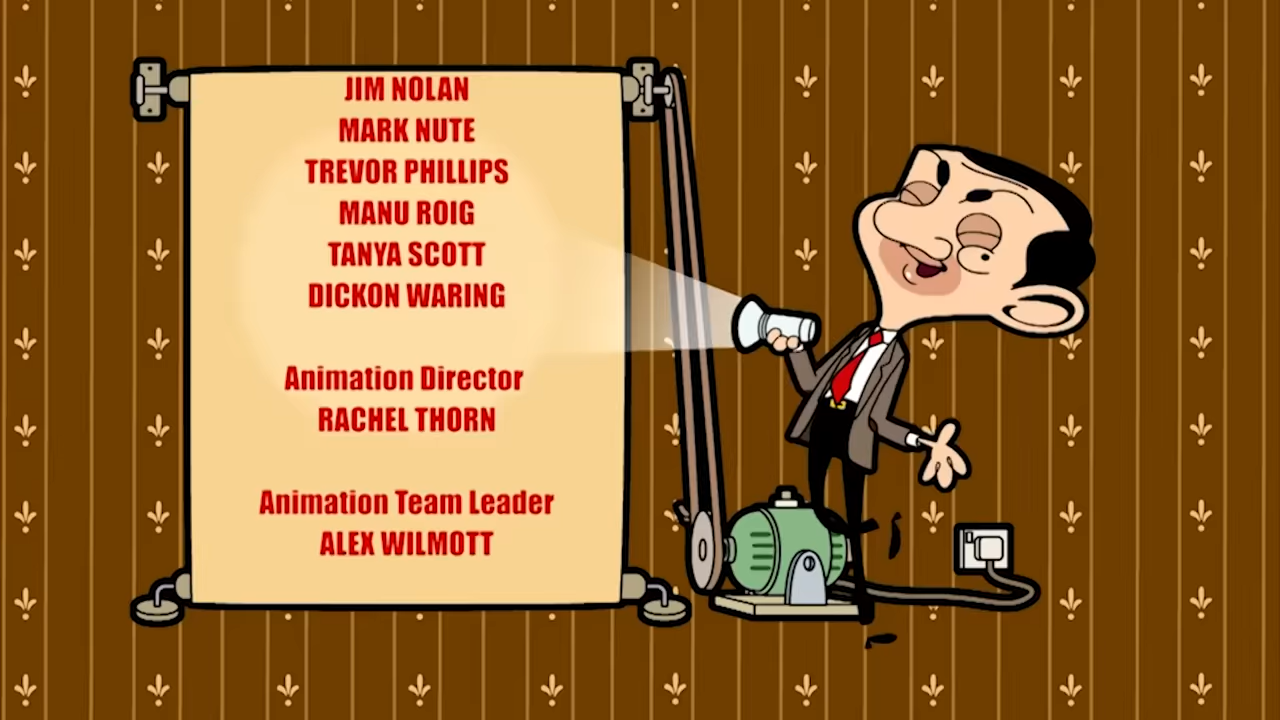 JIM NOLAN
MARK NUTE
TREVOR PHILLIPS
MANU ROIG
TANYA SCOTT
DICKON WARING
Animation Director
RACHEL THORN
Animation Team Leader
ALEX WILMOTT